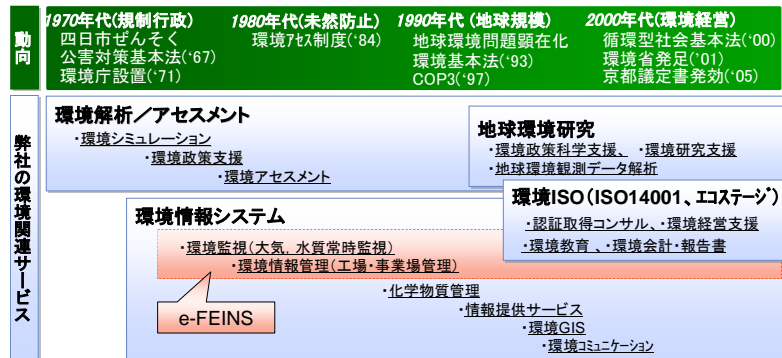 動向
1970年代(規制行政)
四日市ぜんそく
公害対策基本法(‘67)
環境庁設置(‘71)
1980年代(未然防止)
環境ｱｾｽ制度(‘84)
1990年代 (地球規模)
地球環境問題顕在化
環境基本法(‘93)
COP3(‘97)
2000年代(環境経営)
循環型社会基本法(‘00)
環境省発足(‘01)
京都議定書発効(‘05)
弊社の環境関連サービス
環境解析／アセスメント
・環境シミュレーション
・環境政策支援
・環境アセスメント
地球環境研究
・環境政策科学支援、 ・環境研究支援
・地球環境観測データ解析
環境ISO(ISO14001、ｴｺｽﾃｰｼﾞ)
・認証取得コンサル、・環境経営支援
・環境教育 、・環境会計・報告書
環境情報システム
・環境監視(大気，水質常時監視)
・環境情報管理(工場・事業場管理)
e-FEINS
・化学物質管理
・情報提供サービス
・環境GIS
・環境ｺﾐｭﾆｹｰｼｮﾝ